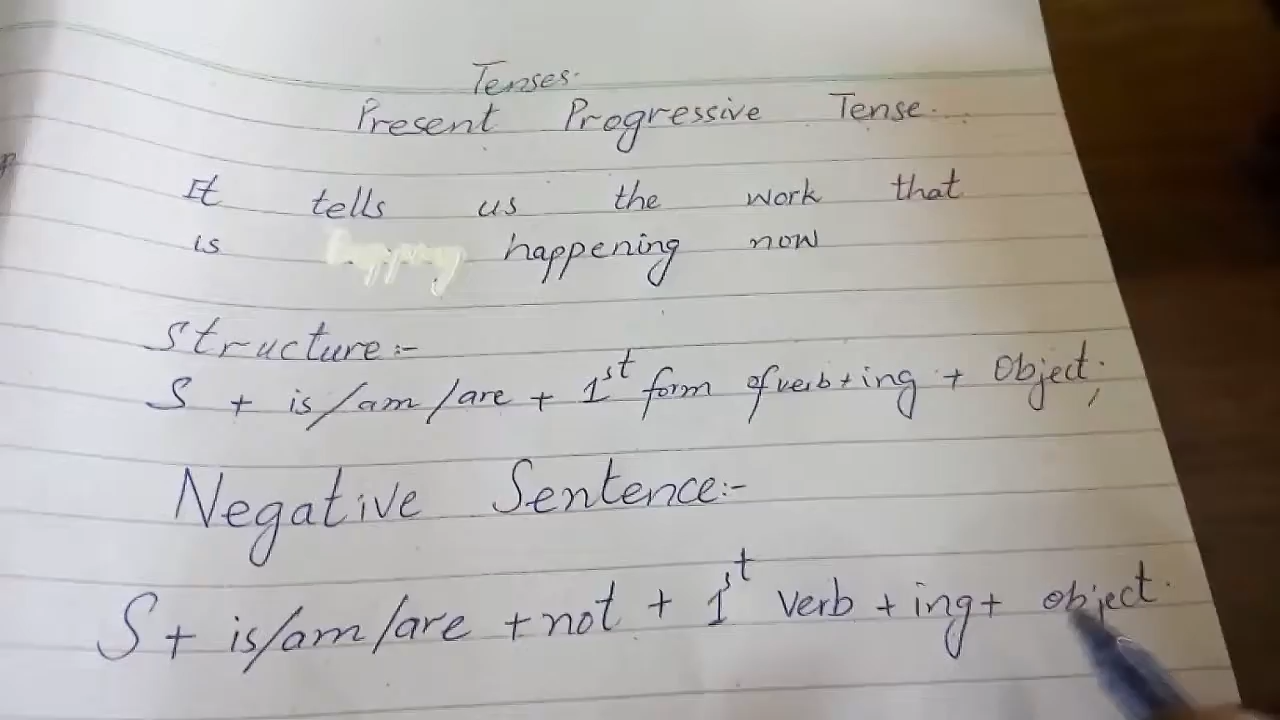 Tenses.
Present Progressive Tense...
It tells us the work that
is happening now
Structure:-
S + is/am/are + 1st form of verb + ing + Object.,
Negative Sentence:-
S + is/am/are + not + 1st verb + ing + object.